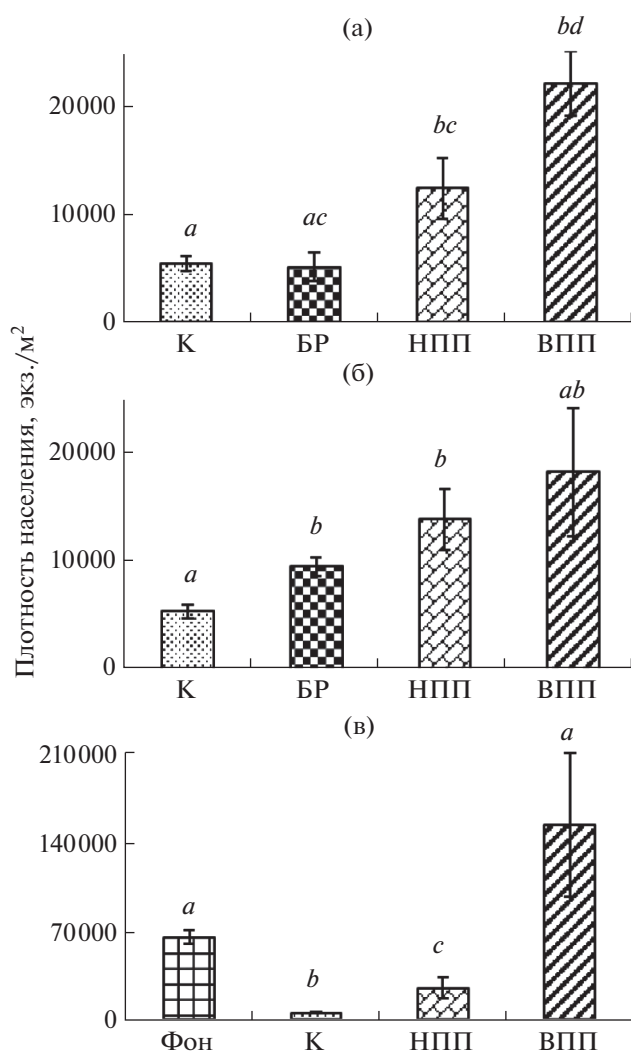 (а)
Плотность населения, экз./м²
20000
10000
0
a
ac
bc
bd
К
БР
НПП
ВПП
(б)
20000
10000
0
a
b
b
ab
К
БР
НПП
ВПП
(в)
210000
140000
70000
0
a
b
c
a
Фон
К
НПП
ВПП